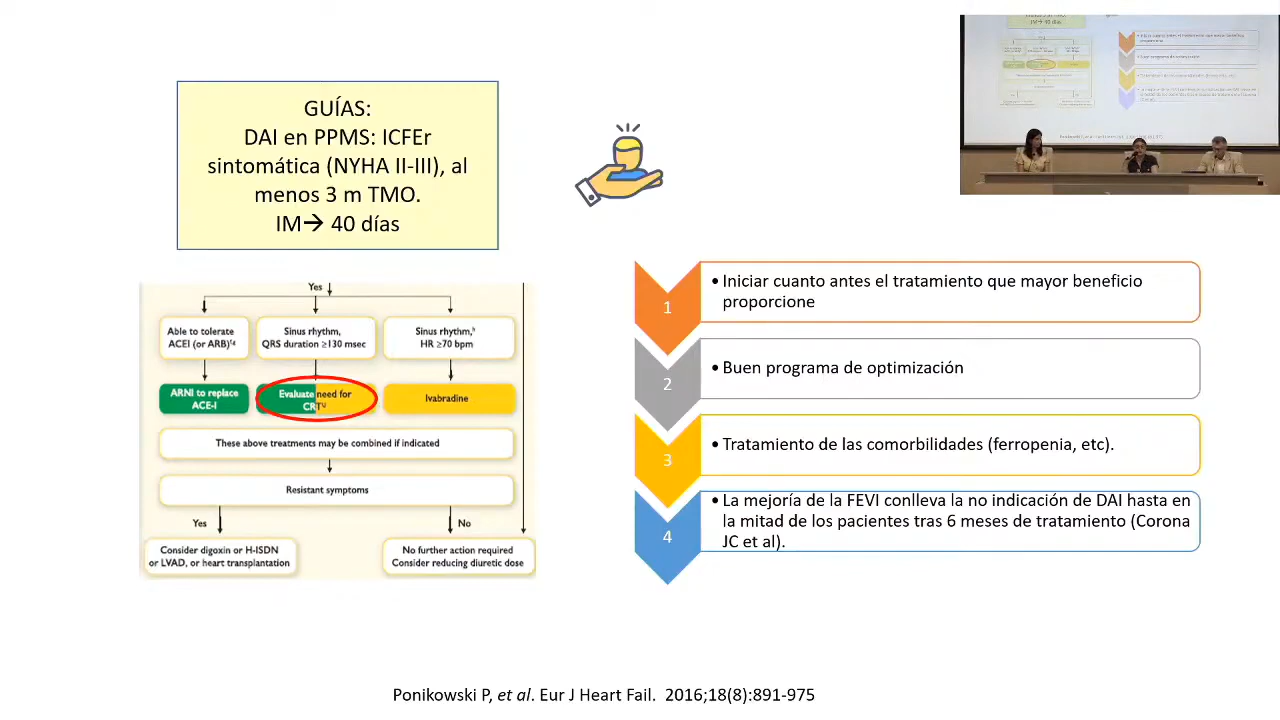 GUÍAS:
DAI en PPMS: ICFEr
sintomática (NYHA II-III), al
menos 3 m TMO.
IM→ 40 días
Yes
Able to tolerate
ACEI (or ARB)f,g
Sinus rhythm,
QRS duration ≥130 msec
Sinus rhythm,h
HR ≥70 bpm
ARNI to replace
ACE-I
Evaluate need for
CRTi,j
Ivabradine
These above treatments may be combined if indicated
Resistant symptoms
Yes
No
Consider digoxin or H-ISDN
or LVAD, or heart transplantation
No further action required
Consider reducing diuretic dose
1
• Iniciar cuanto antes el tratamiento que mayor beneficio
proporcione
2
• Buen programa de optimización
3
• Tratamiento de las comorbilidades (ferropenia, etc).
4
• La mejoría de la FEVI conlleva la no indicación de DAI hasta en
la mitad de los pacientes tras 6 meses de tratamiento (Corona
JC et al).
Ponikowski P, et al. Eur J Heart Fail. 2016;18(8):891-975